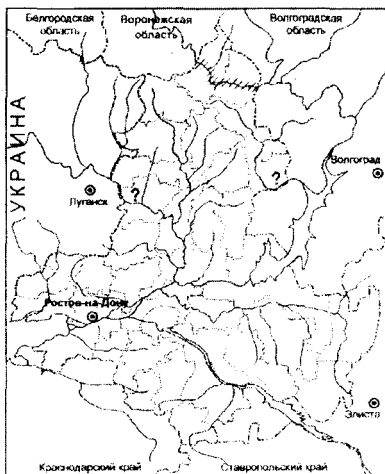 Белгородская
область
Воронежская
область
Волгоградская
область
УКРАИНА
Волгоград
?
?
Луганск
Ростов-на-Дону
Элиста
Краснодарский край
Ставропольский край